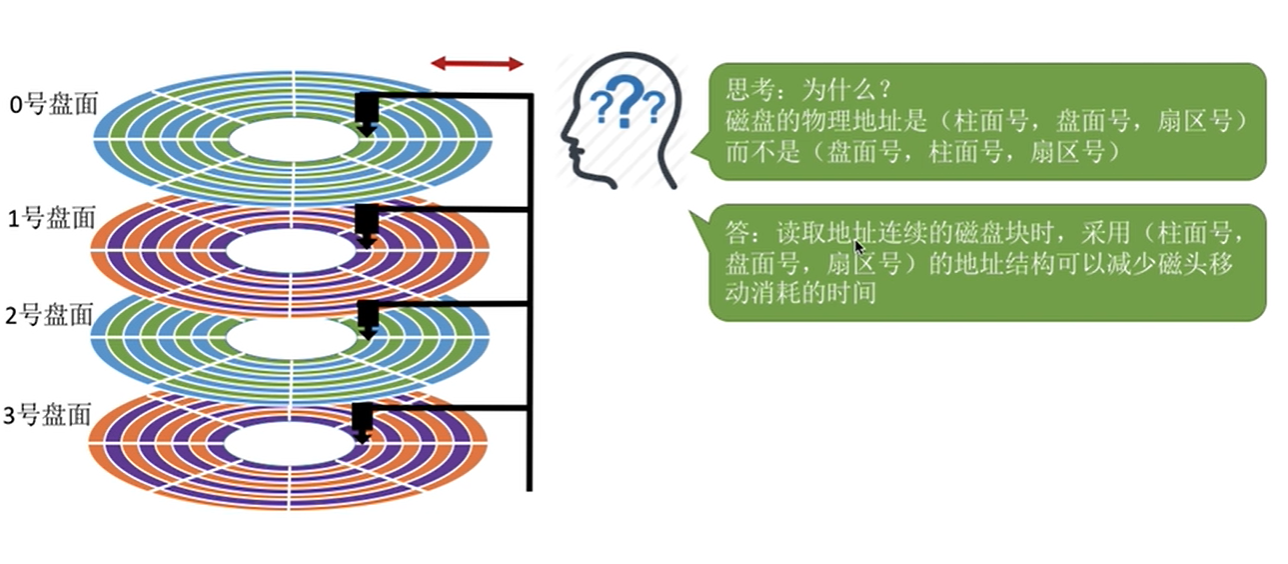 0号盘面
1号盘面
2号盘面
3号盘面
???
思考：为什么？
磁盘的物理地址是（柱面号，盘面号，扇区号）
而不是（盘面号，柱面号，扇区号）
答：读取地址连续的磁盘块时，采用（柱面号，
盘面号，扇区号）的地址结构可以减少磁头移
动消耗的时间